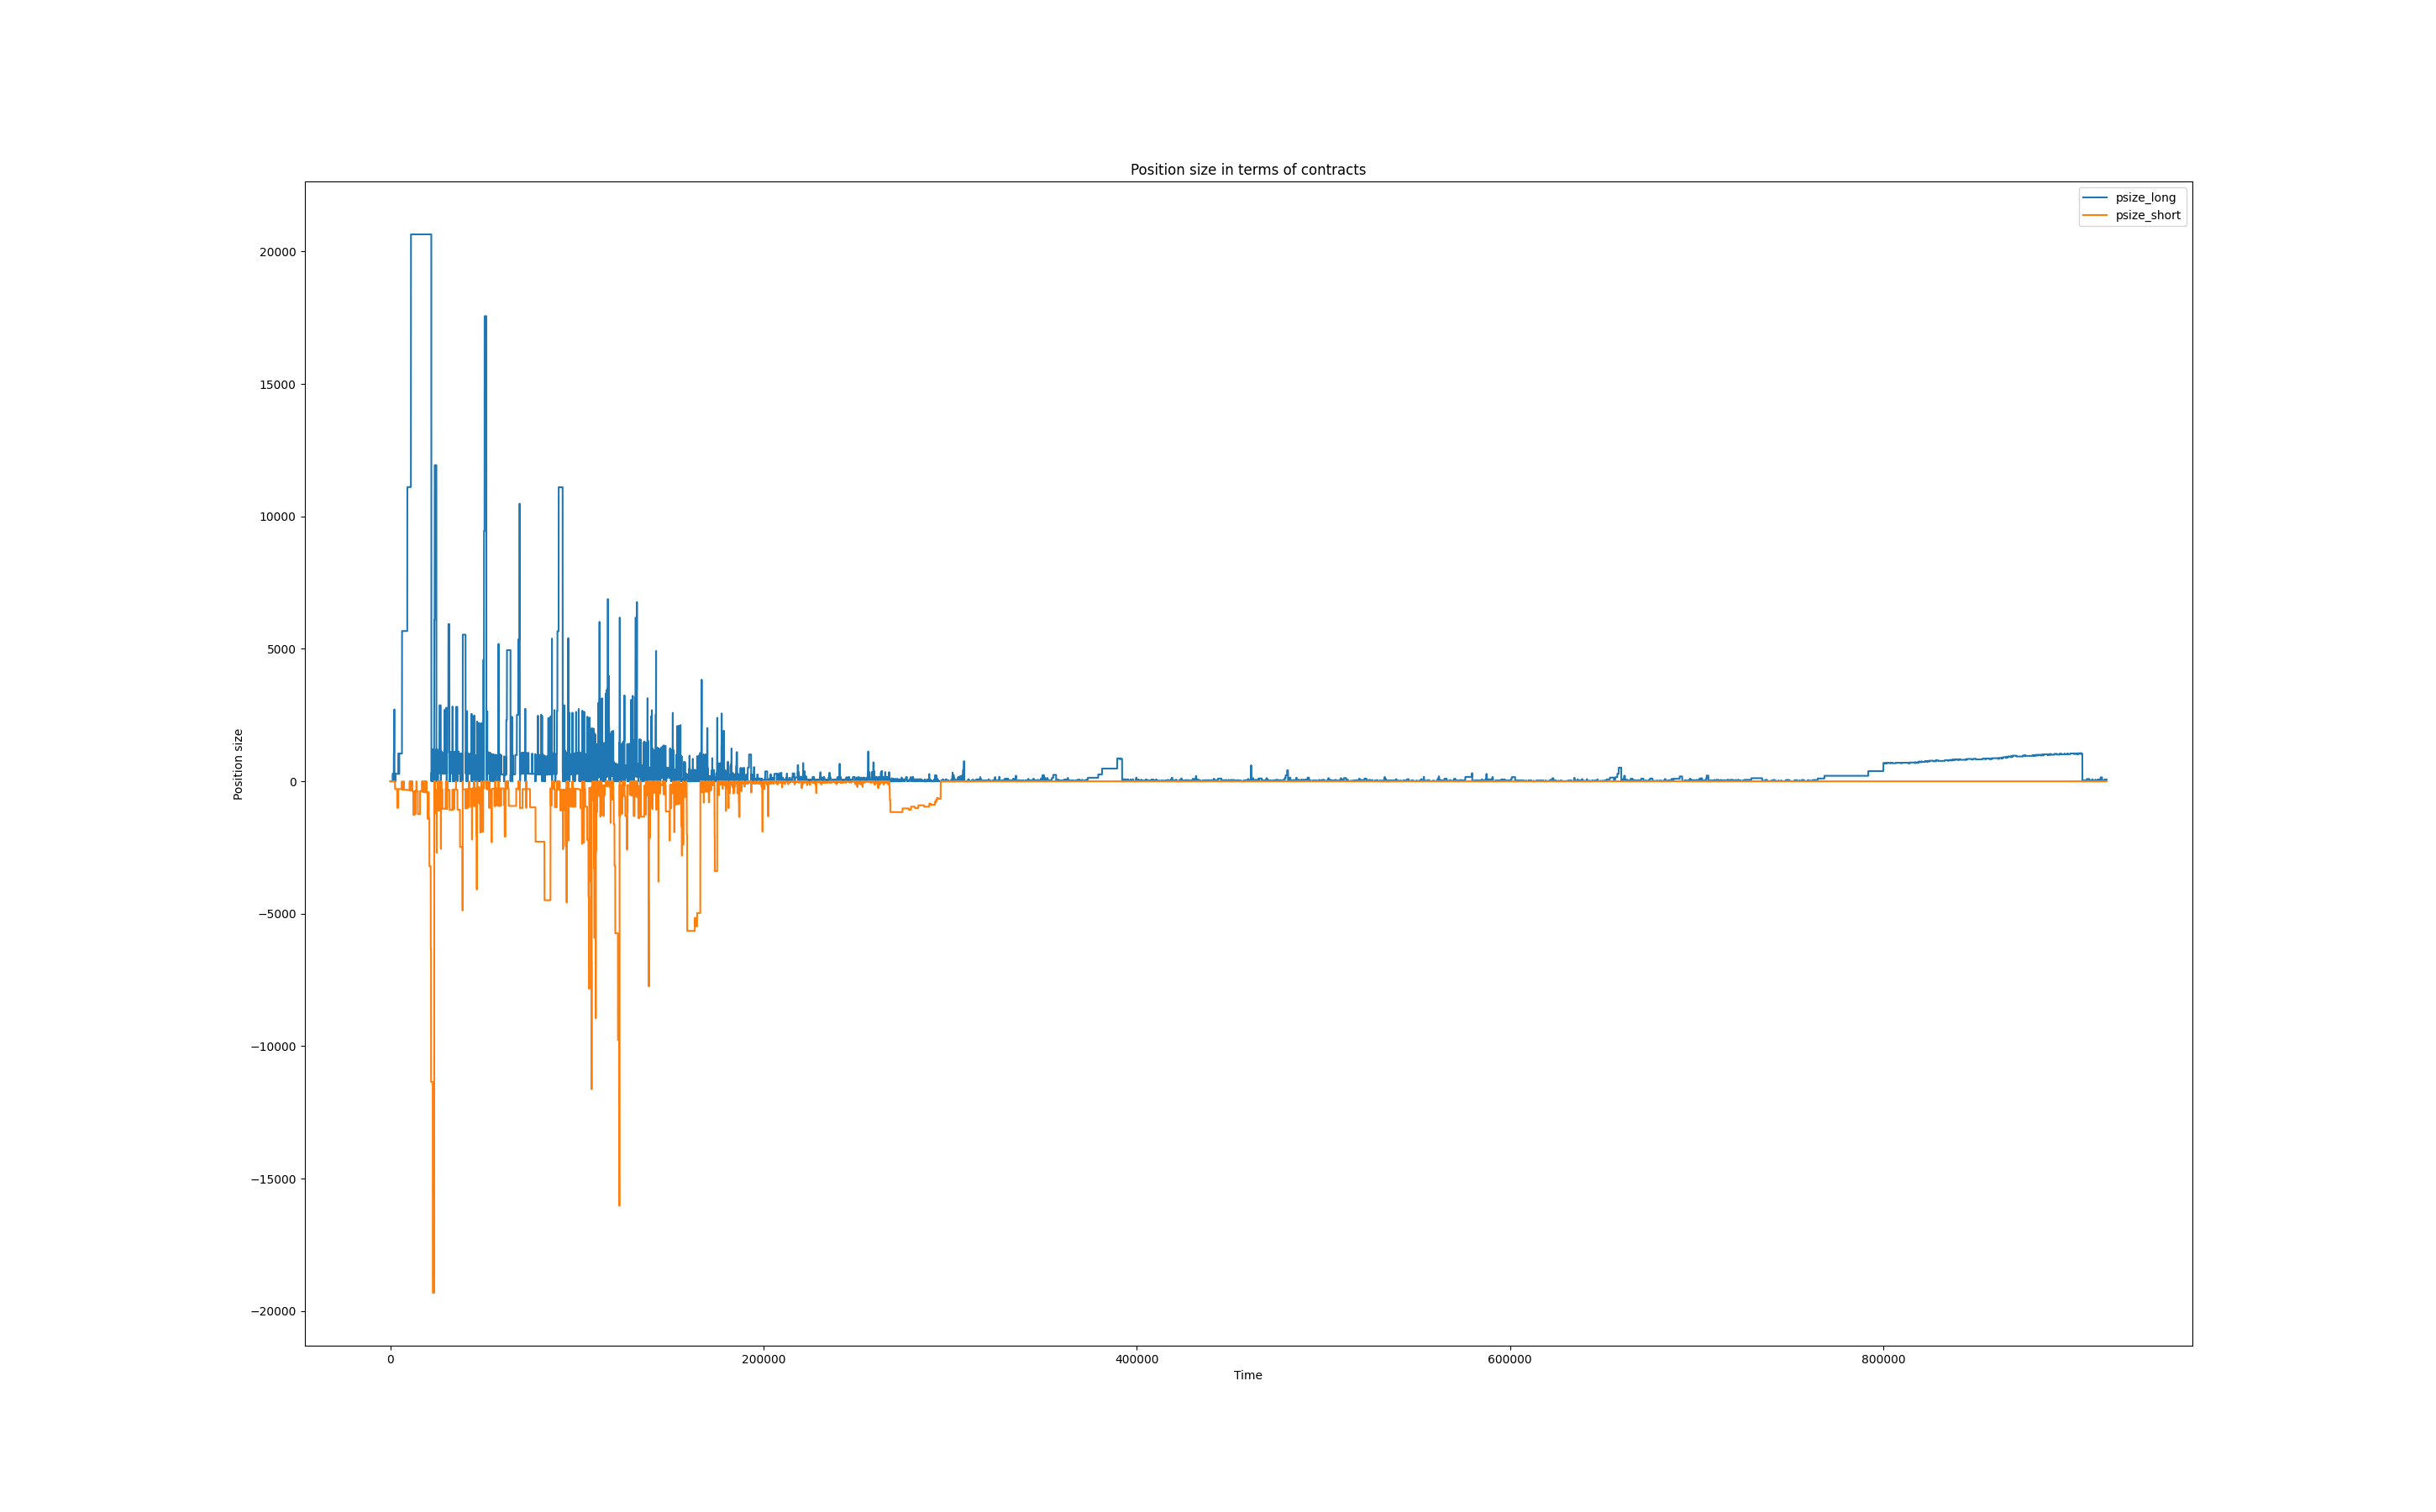 Position size in terms of contracts
psize_long
psize_short
20000
15000
10000
5000
0
−5000
−10000
−15000
−20000
Position size
0
200000
400000
600000
800000
Time